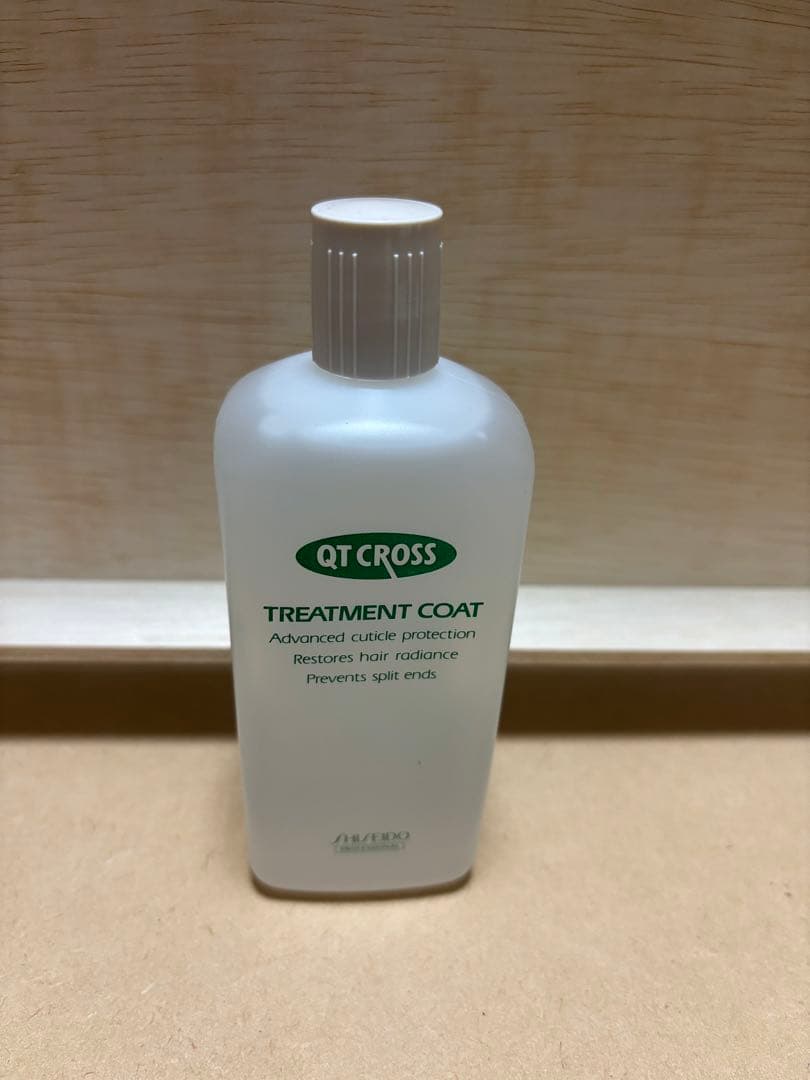 QT CROSS
TREATMENT COAT
Advanced cuticle protection
Restores hair radiance
Prevents split ends
SHISEIDO